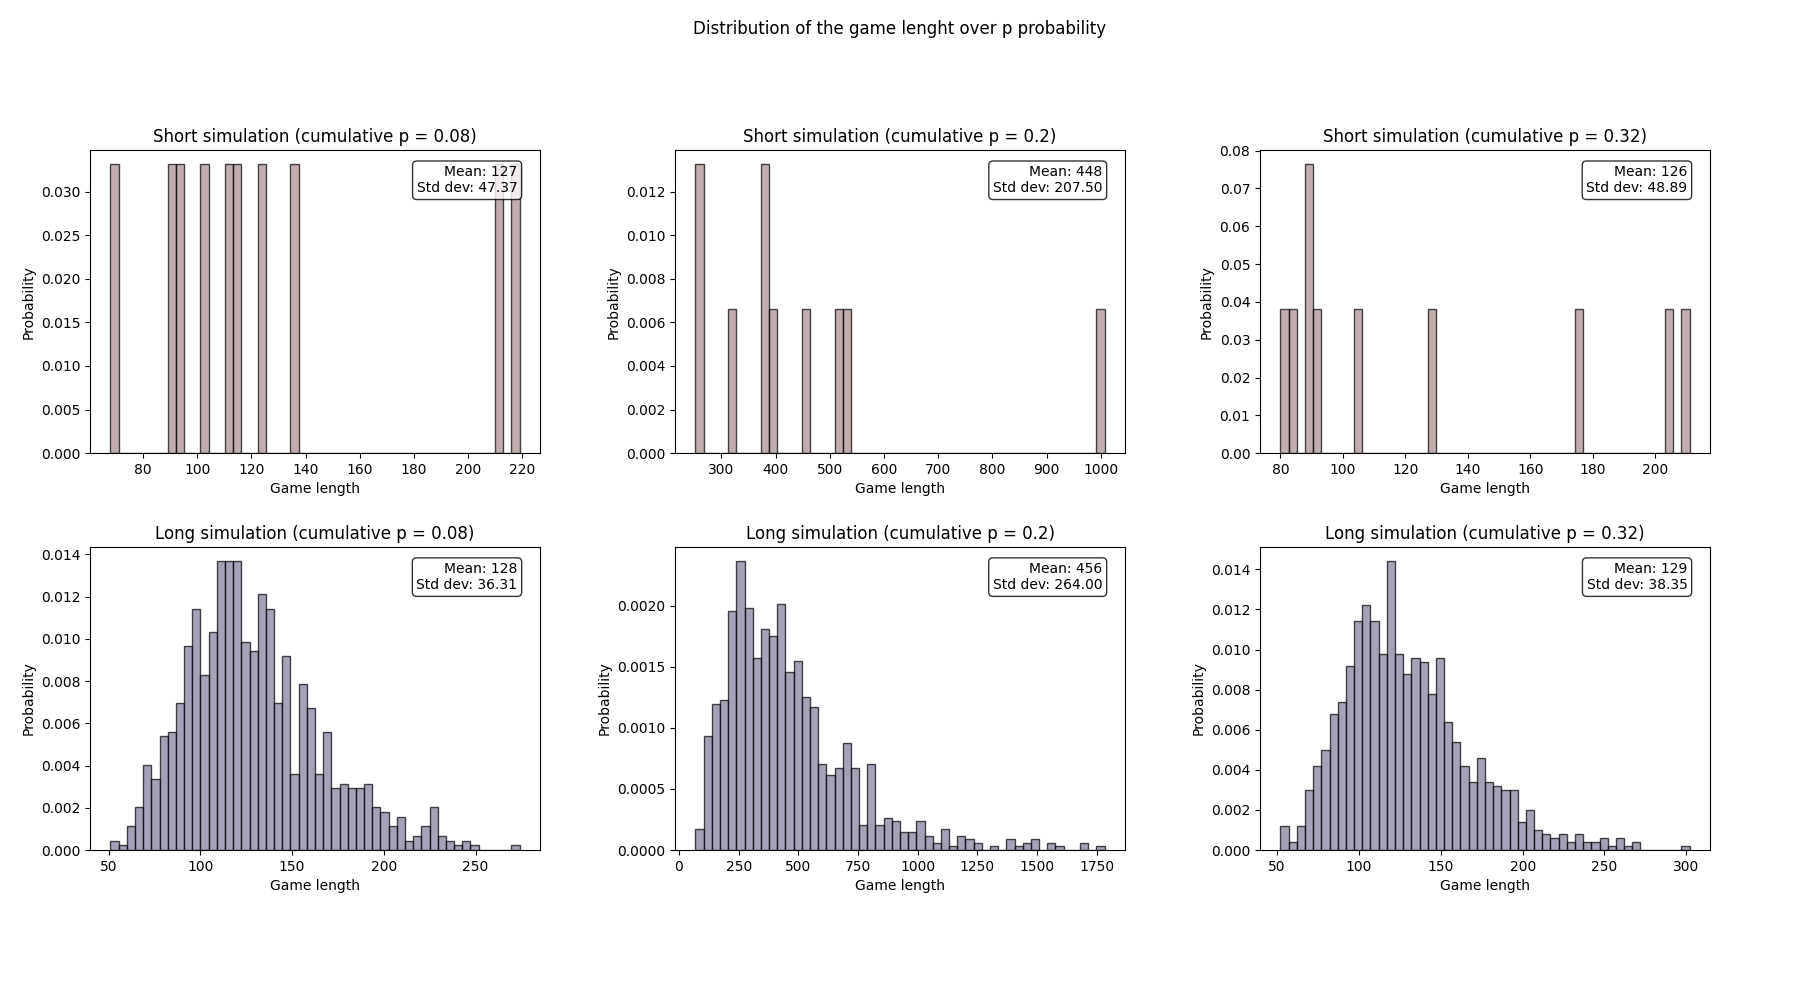 Distribution of the game lenght over p probability
Short simulation (cumulative p = 0.08)
Mean: 127
Std dev: 47.37
0.030
0.025
0.020
0.015
0.010
0.005
0.000
Probability
80 100 120 140 160 180 200 220
Game length
Short simulation (cumulative p = 0.2)
Mean: 448
Std dev: 207.50
0.012
0.010
0.008
0.006
0.004
0.002
0.000
Probability
300 400 500 600 700 800 900 1000
Game length
Short simulation (cumulative p = 0.32)
Mean: 126
Std dev: 48.89
0.08
0.07
0.06
0.05
0.04
0.03
0.02
0.01
0.00
Probability
80 100 120 140 160 180 200
Game length
Long simulation (cumulative p = 0.08)
Mean: 128
Std dev: 36.31
0.014
0.012
0.010
0.008
0.006
0.004
0.002
0.000
Probability
50 100 150 200 250
Game length
Long simulation (cumulative p = 0.2)
Mean: 456
Std dev: 264.00
0.0020
0.0015
0.0010
0.0005
0.0000
Probability
0 250 500 750 1000 1250 1500 1750
Game length
Long simulation (cumulative p = 0.32)
Mean: 129
Std dev: 38.35
0.014
0.012
0.010
0.008
0.006
0.004
0.002
0.000
Probability
50 100 150 200 250 300
Game length